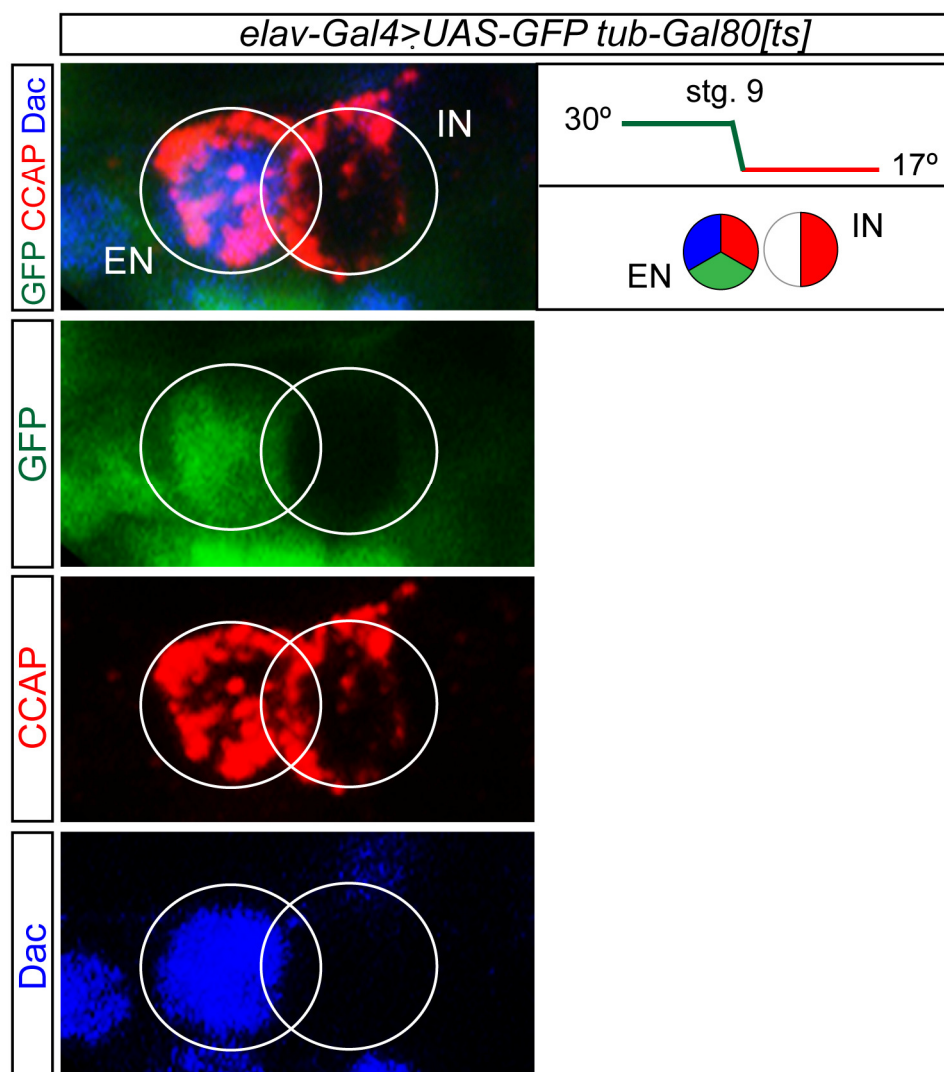 elav-Gal4>UAS-GFP tub-Gal80[ts]
GFP CCAP Dac
IN
EN
stg. 9
30º
17º
IN
EN
GFP
CCAP
Dac